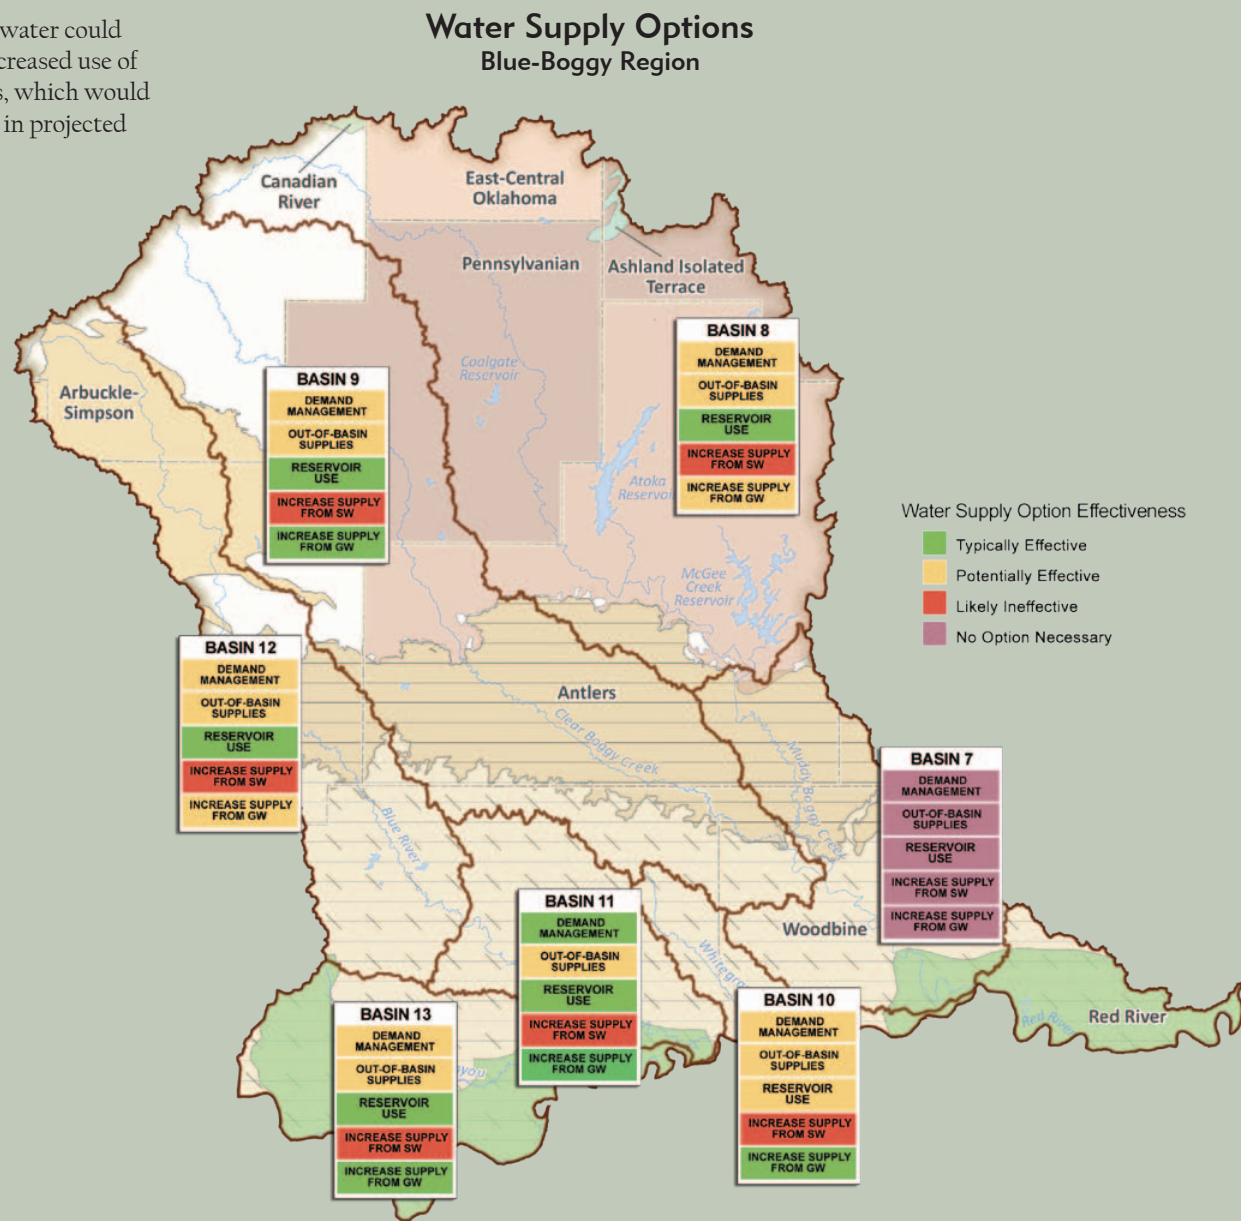 water could
creased use of
s, which would
in projected
Water Supply Options
Blue-Boggy Region
Canadian
River
East-Central
Oklahoma
Pennsylvanian
Ashland Isolated
Terrace
Arbuckle-
Simpson
Coalgate
Reservoir
Atoka
Reservoi
McGee
Creek
Reservoir
BASIN 8
DEMAND
MANAGEMENT
OUT-OF-BASIN
SUPPLIES
RESERVOIR
USE
INCREASE SUPPLY
FROM SW
INCREASE SUPPLY
FROM GW
BASIN 9
DEMAND
MANAGEMENT
OUT-OF-BASIN
SUPPLIES
RESERVOIR
USE
INCREASE SUPPLY
FROM SW
INCREASE SUPPLY
FROM GW
Water Supply Option Effectiveness
Typically Effective
Potentially Effective
Likely Ineffective
No Option Necessary
BASIN 12
DEMAND
MANAGEMENT
OUT-OF-BASIN
SUPPLIES
RESERVOIR
USE
INCREASE SUPPLY
FROM SW
INCREASE SUPPLY
FROM GW
Antlers
Clear Boggy Creek
Muddy Boggy Creek
Blue River
BASIN 7
DEMAND
MANAGEMENT
OUT-OF-BASIN
SUPPLIES
RESERVOIR
USE
INCREASE SUPPLY
FROM SW
INCREASE SUPPLY
FROM GW
BASIN 11
DEMAND
MANAGEMENT
OUT-OF-BASIN
SUPPLIES
RESERVOIR
USE
INCREASE SUPPLY
FROM SW
INCREASE SUPPLY
FROM GW
Woodbine
Whitegra
Red River
Red River
BASIN 10
DEMAND
MANAGEMENT
OUT-OF-BASIN
SUPPLIES
RESERVOIR
USE
INCREASE SUPPLY
FROM SW
INCREASE SUPPLY
FROM GW
BASIN 13
DEMAND
MANAGEMENT
OUT-OF-BASIN
SUPPLIES
RESERVOIR
USE
INCREASE SUPPLY
FROM SW
INCREASE SUPPLY
FROM GW
you